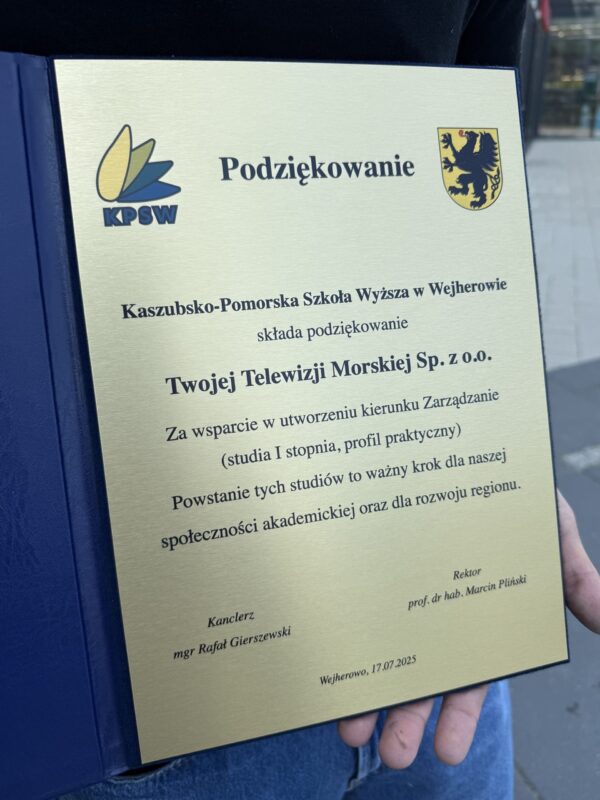 KPSW
Podziękowanie
Kaszubsko-Pomorska Szkoła Wyższa w Wejherowie
składa podziękowanie
Twojej Telewizji Morskiej Sp. z o.o.
Za wsparcie w utworzeniu kierunku Zarządzanie
(studia I stopnia, profil praktyczny)
Powstanie tych studiów to ważny krok dla naszej
społeczności akademickiej oraz dla rozwoju regionu.
Kanclerz
mgr Rafał Gierszewski
Rektor
prof. dr hab. Marcin Pliński
Wejherowo, 17.07.2025